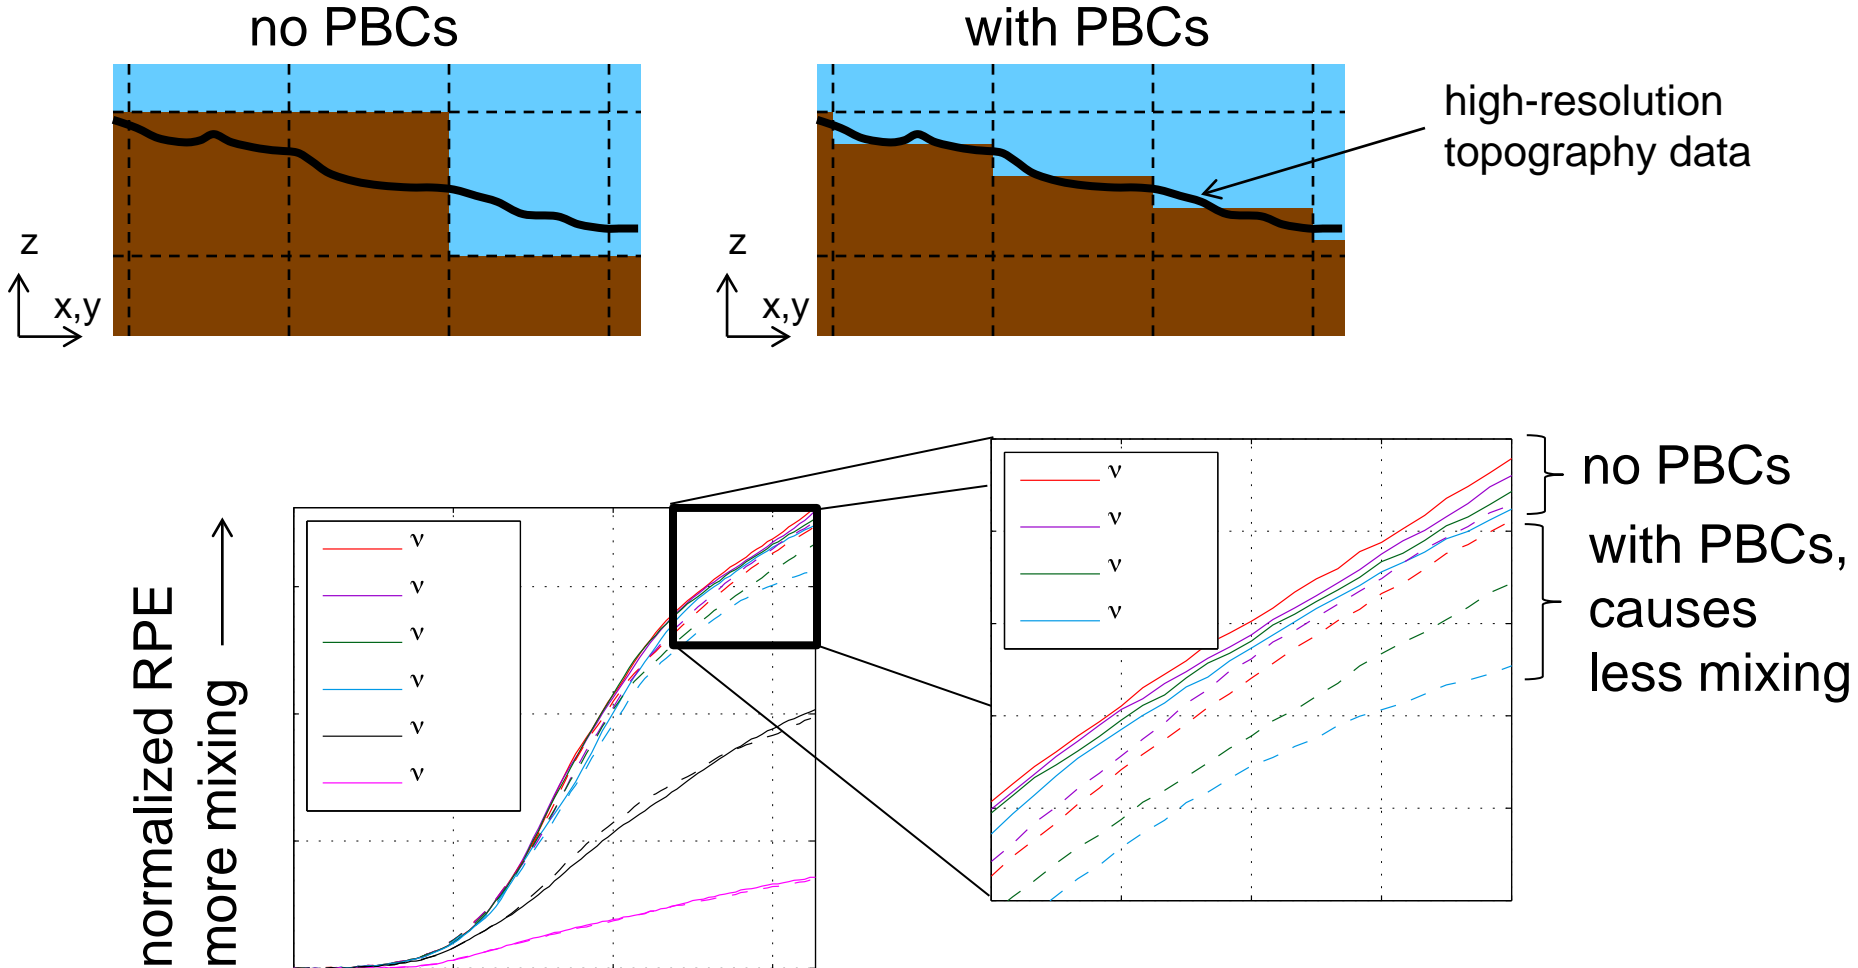 no PBCs
with PBCs
high-resolution
topography data
z
x,y
z
x,y
normalized RPE
more mixing
ν
ν
ν
ν
ν
ν
ν
ν
ν
ν
no PBCs
with PBCs,
causes
less mixing